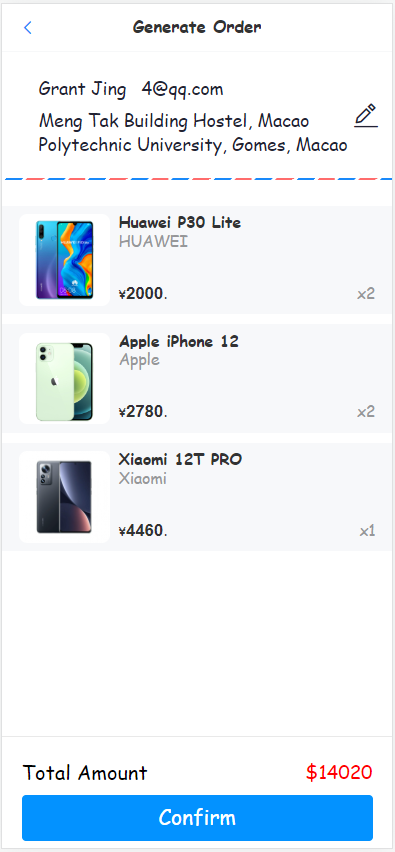 Generate Order
Grant Jing 4@qq.com
Meng Tak Building Hostel, Macao
Polytechnic University, Gomes, Macao
Huawei P30 Lite
HUAWEI
¥2000.
x2
Apple iPhone 12
Apple
¥2780.
x2
Xiaomi 12T PRO
Xiaomi
¥4460.
x1
Total Amount
$14020
Confirm